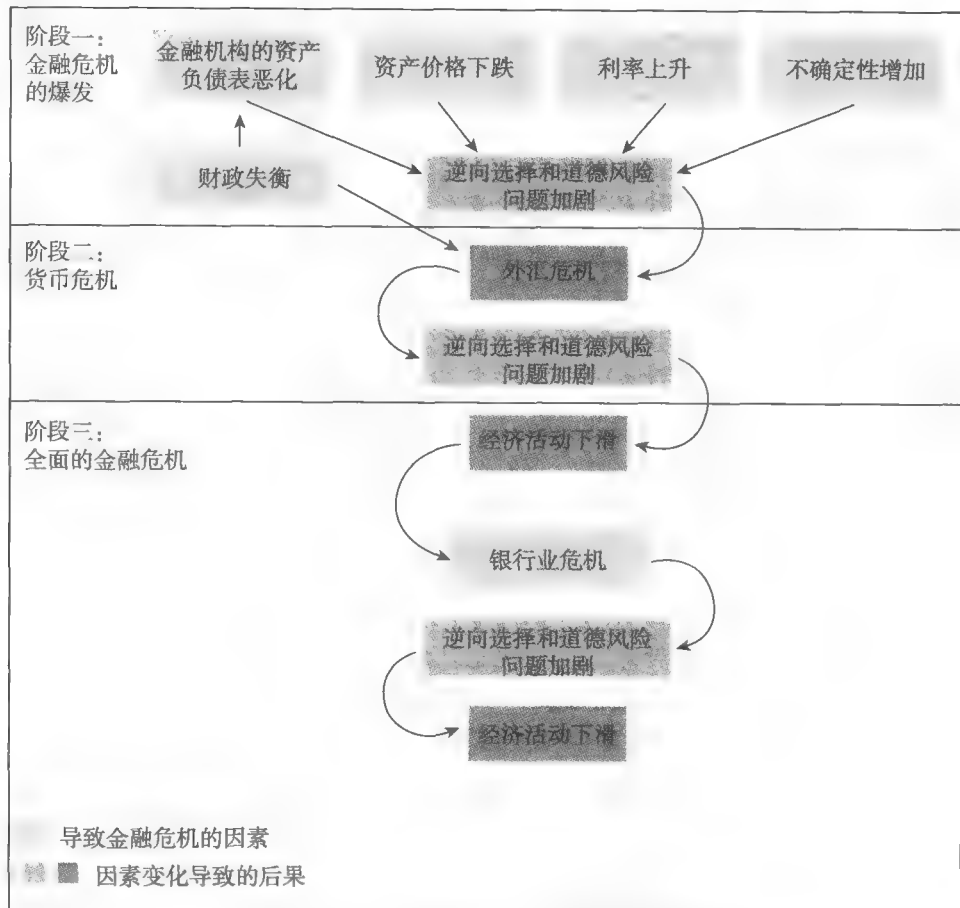 阶段一：
金融危机
的爆发
金融机构的资产
负债表恶化
资产价格下跌
利率上升
不确定性增加
财政失衡
逆向选择和道德风险
问题加剧
阶段二：
货币危机
外汇危机
逆向选择和道德风险
问题加剧
阶段三：
全面的金融危机
经济活动下滑
银行业危机
逆向选择和道德风险
问题加剧
经济活动下滑
导致金融危机的因素
因素变化导致的后果